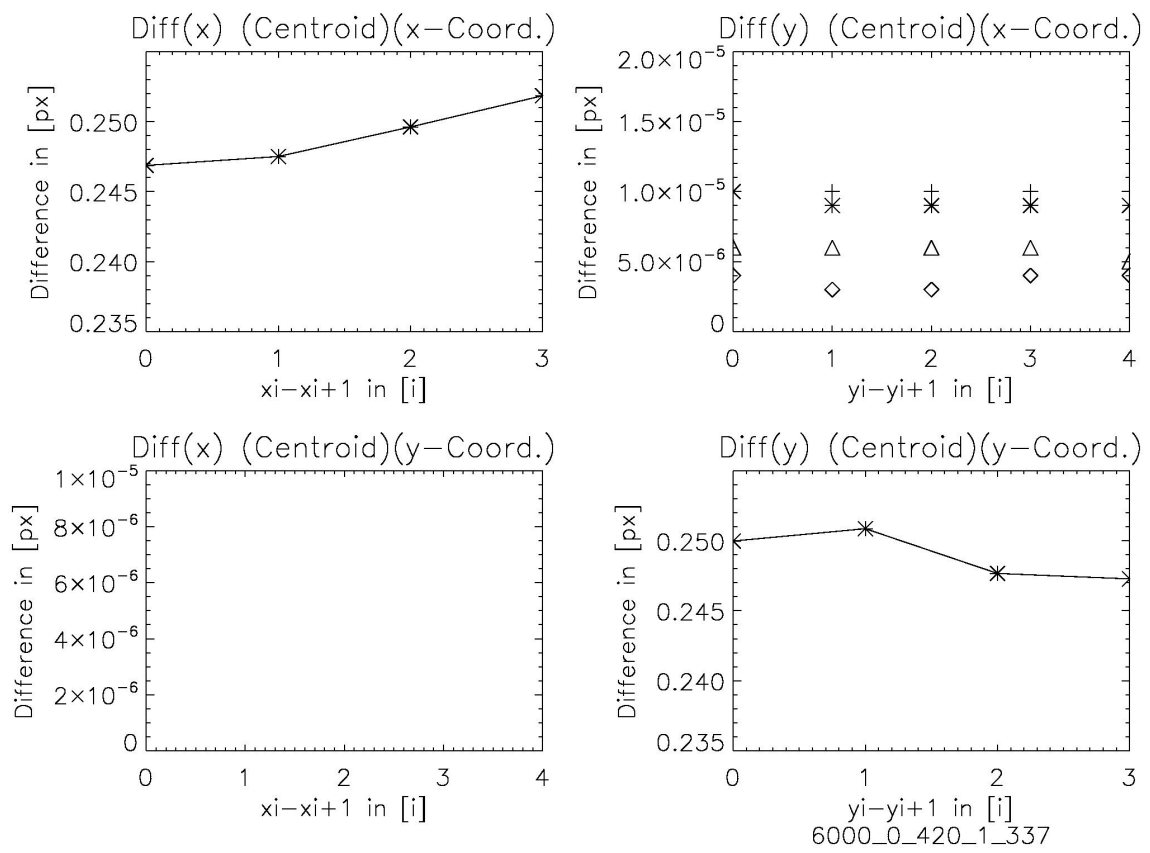 Diff(x) (Centroid)(x−Coord.)
Difference in [px]
0.250
0.245
0.240
0.235
0 1 2 3
xi−xi+1 in [i]
Diff(y) (Centroid)(x−Coord.)
Difference in [px]
2.0×10⁻⁵
1.5×10⁻⁵
1.0×10⁻⁵
5.0×10⁻⁶
0
0 1 2 3 4
yi−yi+1 in [i]
Diff(x) (Centroid)(y−Coord.)
Difference in [px]
1×10⁻⁵
8×10⁻⁶
6×10⁻⁶
4×10⁻⁶
2×10⁻⁶
0
0 1 2 3 4
xi−xi+1 in [i]
Diff(y) (Centroid)(y−Coord.)
Difference in [px]
0.250
0.245
0.240
0.235
0 1 2 3
yi−yi+1 in [i]
6000_0_420_1_337